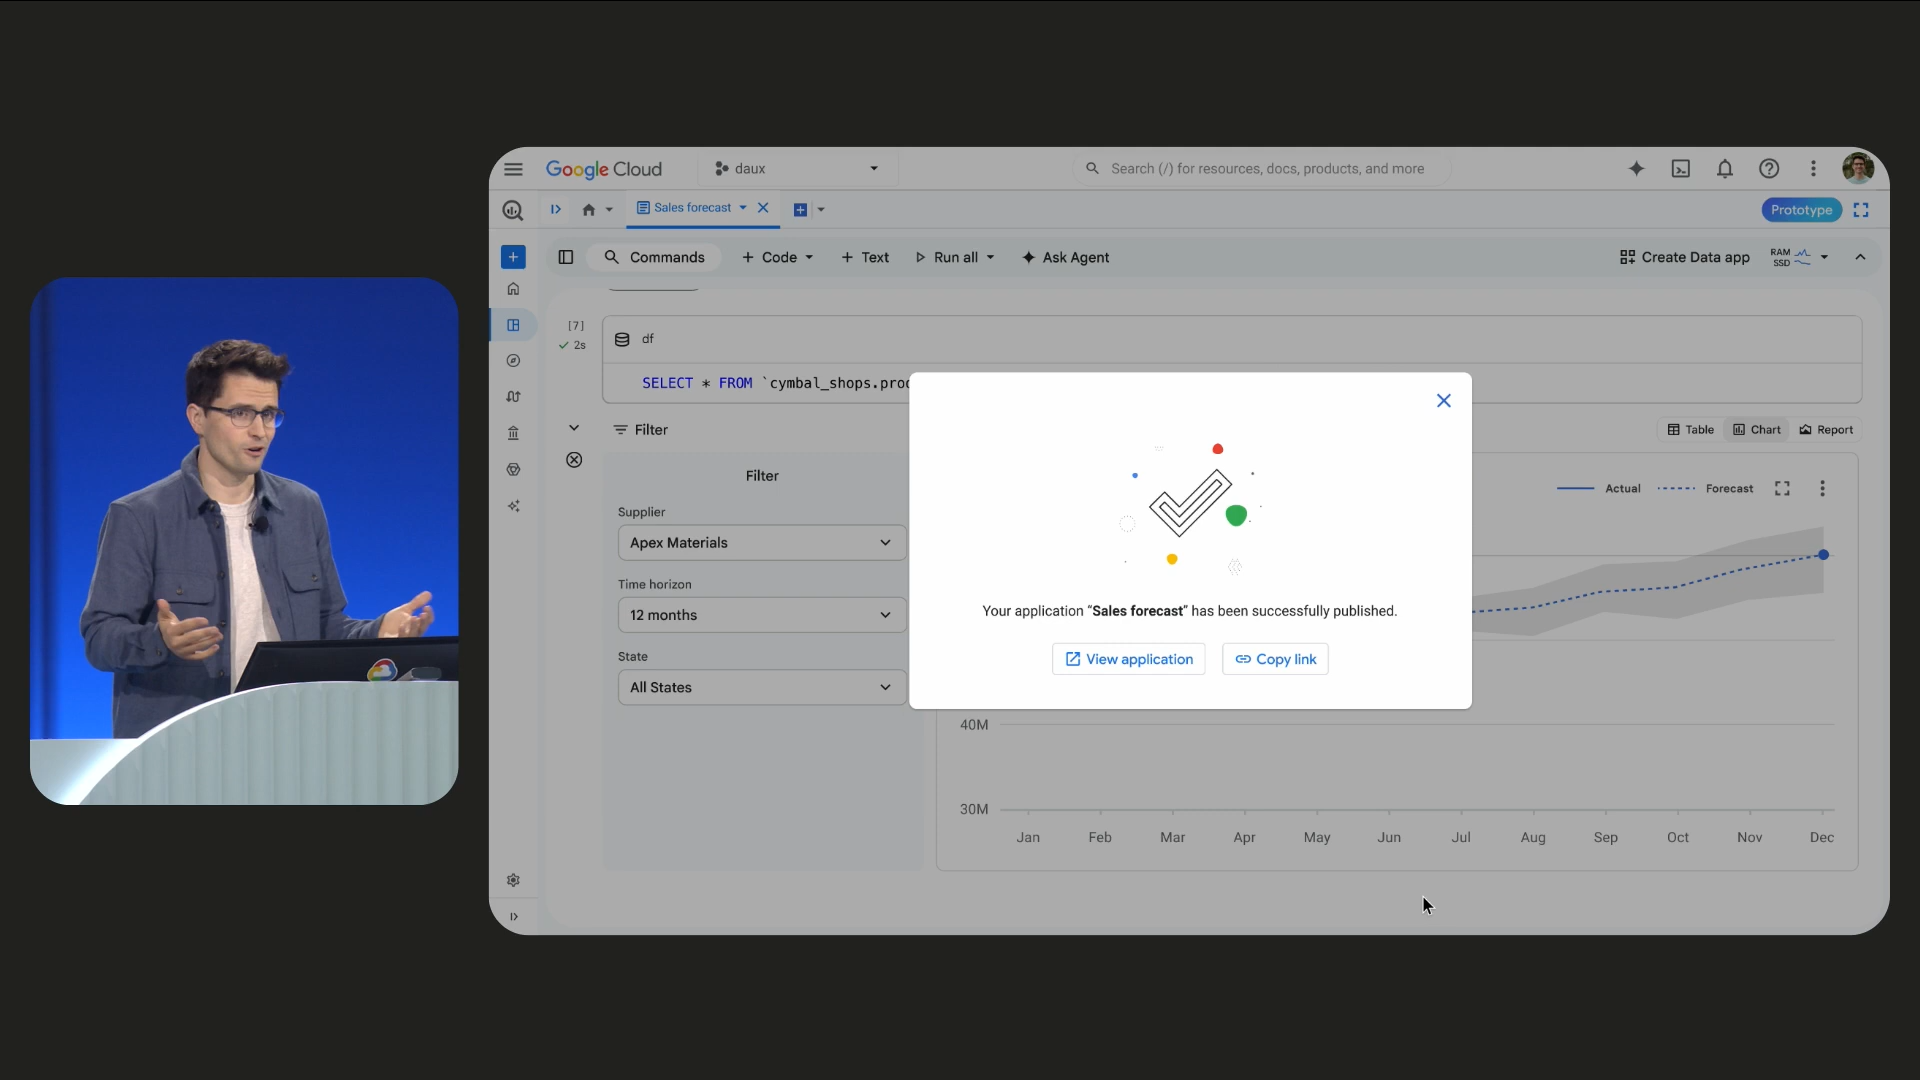 Google Cloud
daux
Search (/) for resources, docs, products, and more
Sales forecast
Prototype
Commands
+ Code
+ Text
Run all
Ask Agent
Create Data app
RAM
SSD
[7]
2s
df
SELECT * FROM `cymbal_shops.prod
Filter
Table
Chart
Report
Filter
Supplier
Apex Materials
Time horizon
12 months
State
All States
Actual
Forecast
Your application “Sales forecast” has been successfully published.
View application
Copy link
40M
30M
Jan Feb Mar Apr May Jun Jul Aug Sep Oct Nov Dec